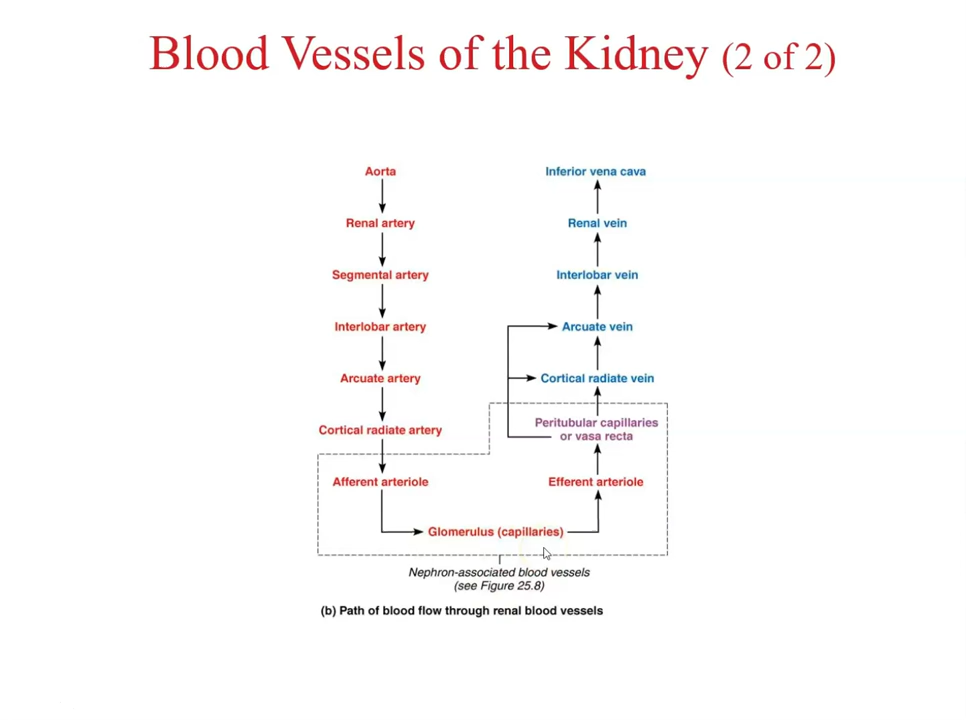 Blood Vessels of the Kidney (2 of 2)
Aorta
Renal artery
Segmental artery
Interlobar artery
Arcuate artery
Cortical radiate artery
Afferent arteriole
Glomerulus (capillaries)
Efferent arteriole
Peritubular capillaries
or vasa recta
Cortical radiate vein
Arcuate vein
Interlobar vein
Renal vein
Inferior vena cava
Nephron-associated blood vessels
(see Figure 25.8)
(b) Path of blood flow through renal blood vessels